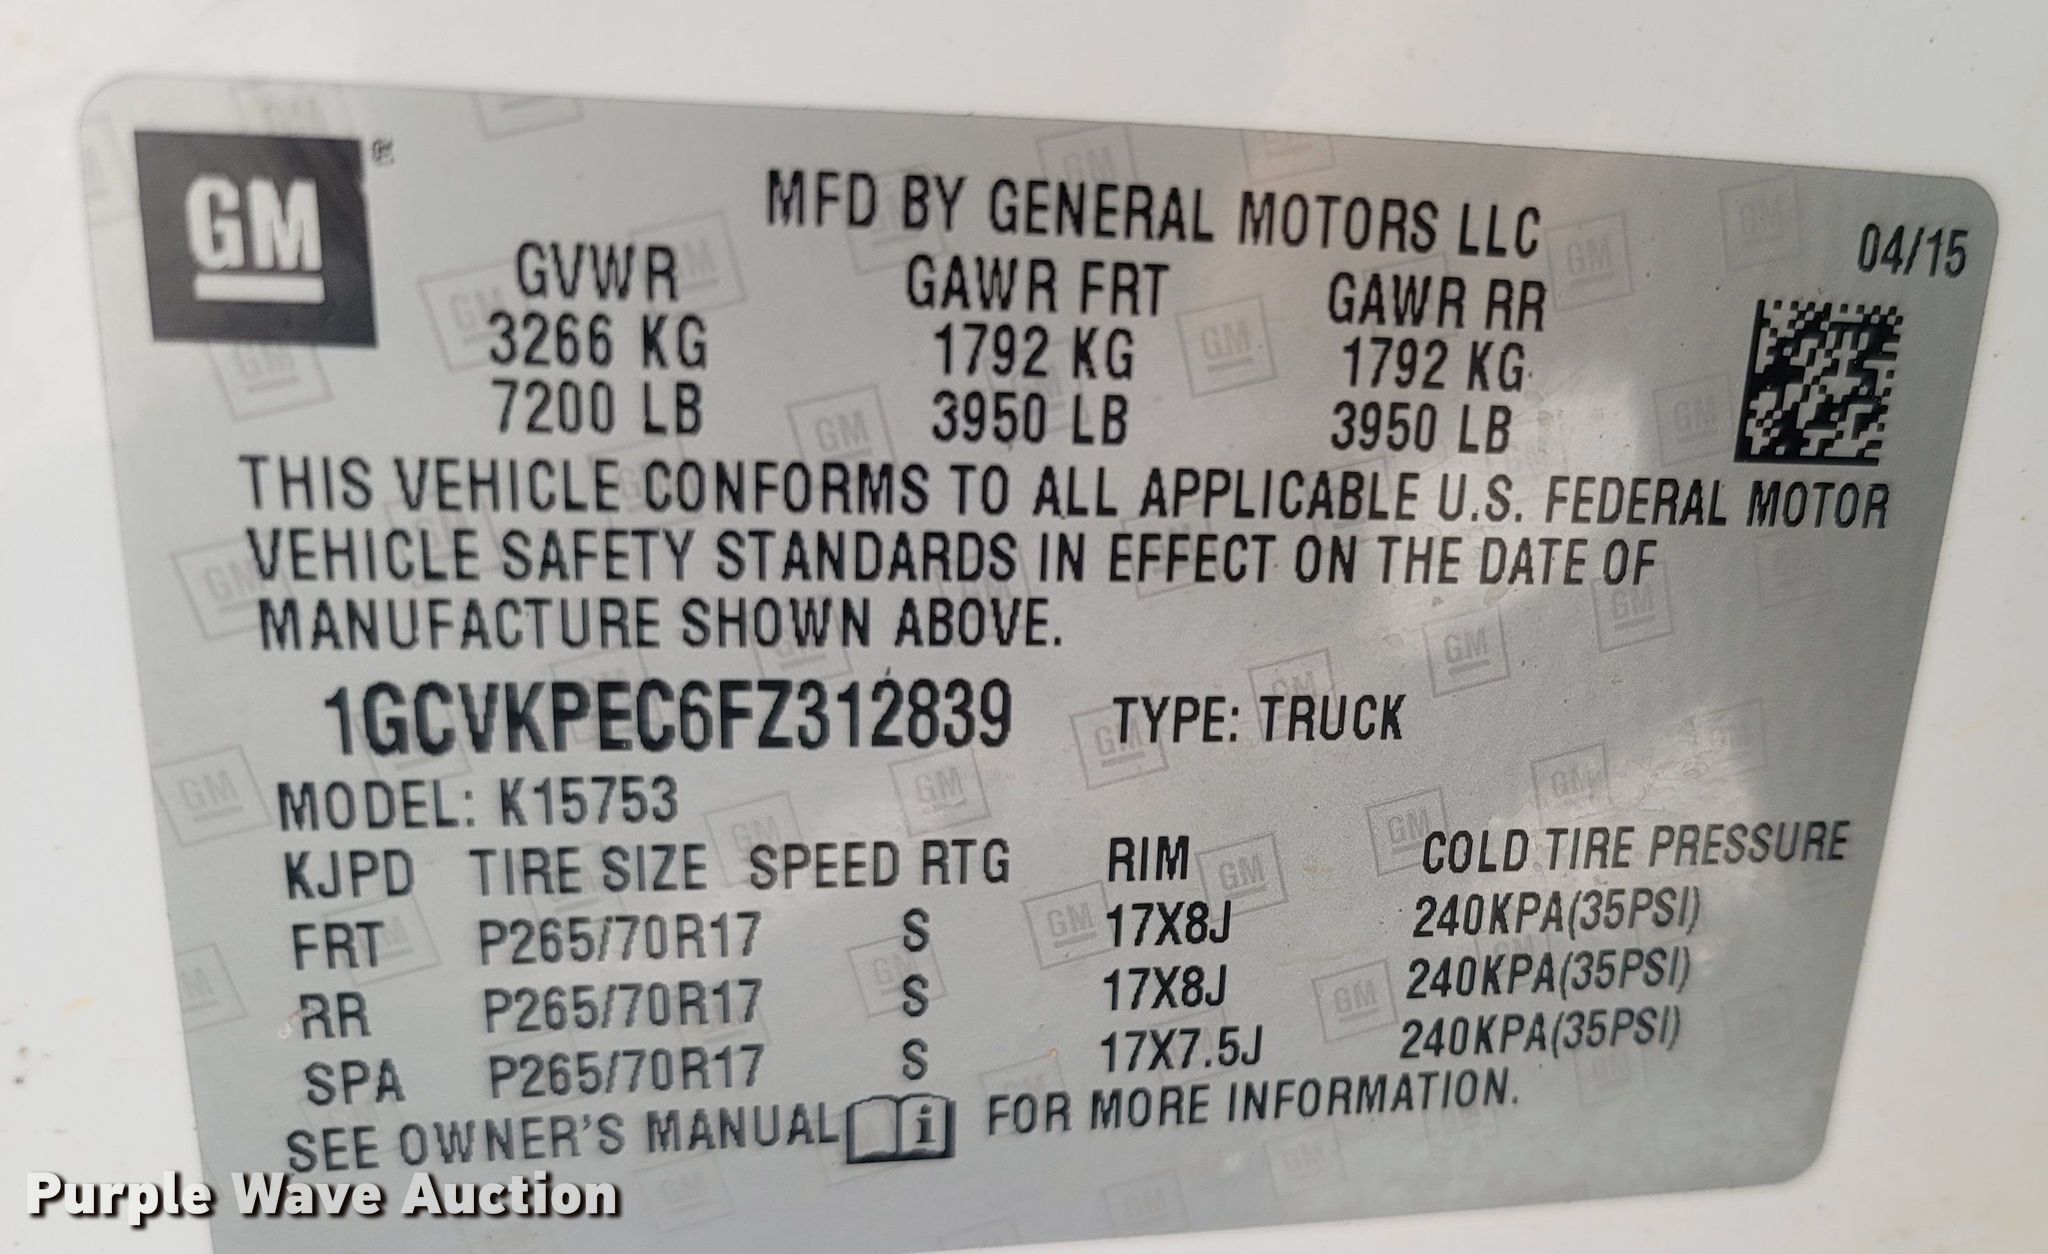 GM
MFD BY GENERAL MOTORS LLC
04/15
GVWR GAWR FRT GAWR RR
3266 KG 1792 KG 1792 KG
7200 LB 3950 LB 3950 LB
THIS VEHICLE CONFORMS TO ALL APPLICABLE U.S. FEDERAL MOTOR
VEHICLE SAFETY STANDARDS IN EFFECT ON THE DATE OF
MANUFACTURE SHOWN ABOVE.
1GCVKPEC6FZ312839 TYPE: TRUCK
MODEL: K15753
KJPD TIRE SIZE SPEED RTG RIM COLD TIRE PRESSURE
FRT P265/70R17 S 17X8J 240KPA(35PSI)
RR P265/70R17 S 17X8J 240KPA(35PSI)
SPA P265/70R17 S 17X7.5J 240KPA(35PSI)
SEE OWNER'S MANUAL i FOR MORE INFORMATION.
Purple Wave Auction